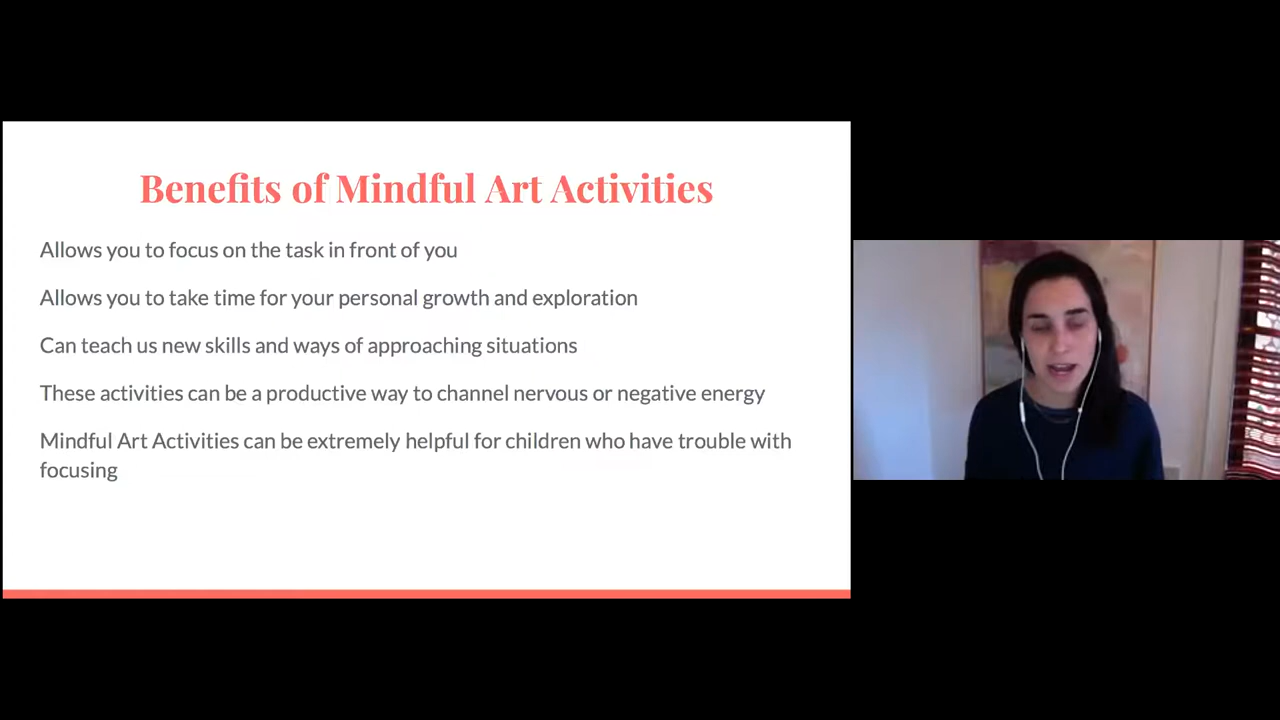 Benefits of Mindful Art Activities
Allows you to focus on the task in front of you
Allows you to take time for your personal growth and exploration
Can teach us new skills and ways of approaching situations
These activities can be a productive way to channel nervous or negative energy
Mindful Art Activities can be extremely helpful for children who have trouble with
focusing